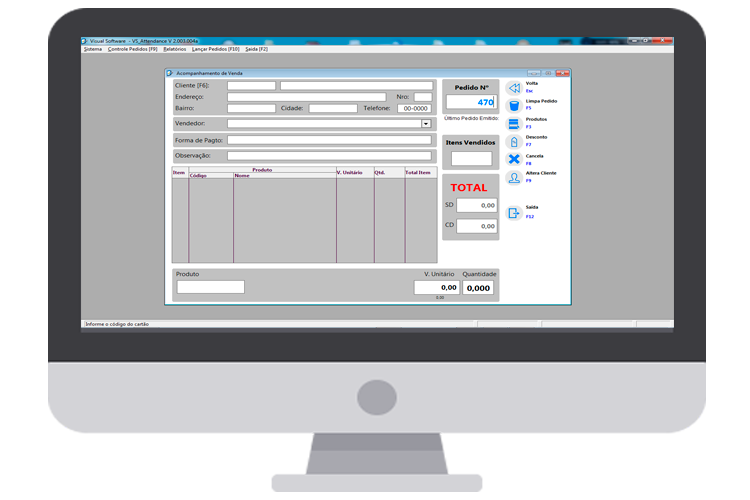 Visual Software - VS_Attendance V 2.003.004a
Sistema Controle Pedidos [F9] Relatórios Lançar Pedidos [F10] Saída [F2]
Acompanhamento de Venda
Cliente [F6]:
Endereço: Nro:
Bairro: Cidade: Telefone: 00-0000
Vendedor:
Forma de Pagto:
Observação:
Item Produto V. Unitário Qtd. Total Item
Código Nome
Pedido Nº
470
Último Pedido Emitido
Itens Vendidos
TOTAL
SD 0,00
CD 0,00
Volta
Esc
Limpa Pedido
F5
Produtos
F3
Desconto
F7
Cancela
F8
Altera Cliente
F9
Saída
F12
Produto V. Unitário Quantidade
0,00 0,000
0.00
Informe o código do cartão